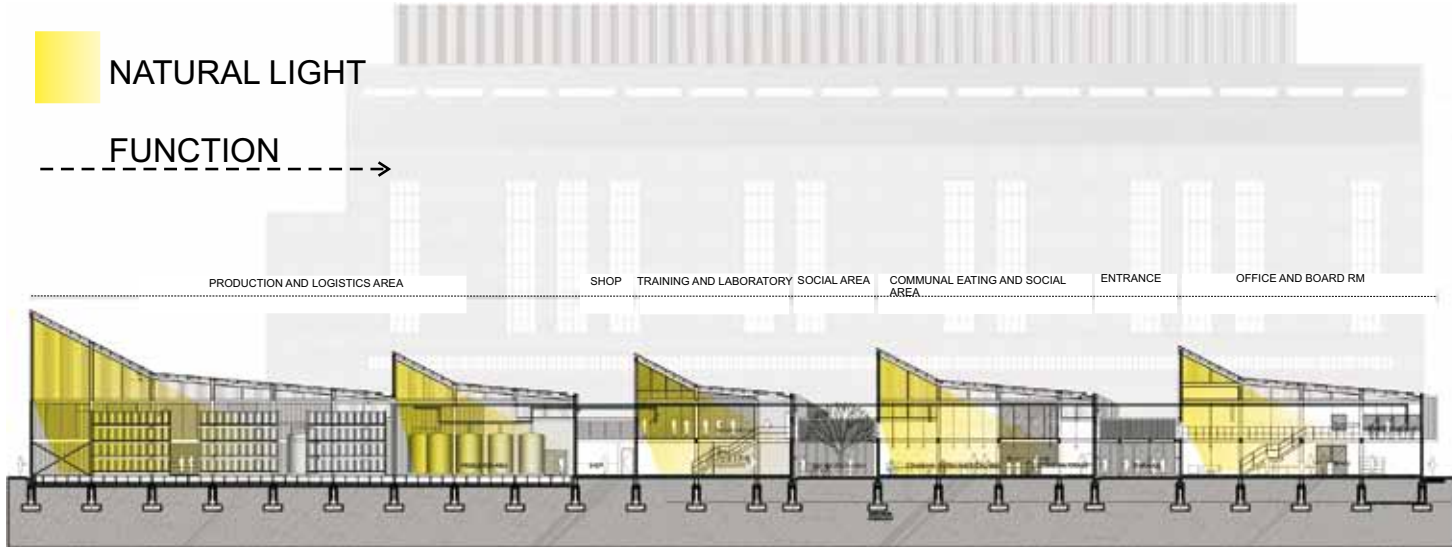 NATURAL LIGHT
FUNCTION
PRODUCTION AND LOGISTICS AREA
SHOP
TRAINING AND LABORATORY
SOCIAL AREA
COMMUNAL EATING AND SOCIAL
AREA
ENTRANCE
OFFICE AND BOARD RM